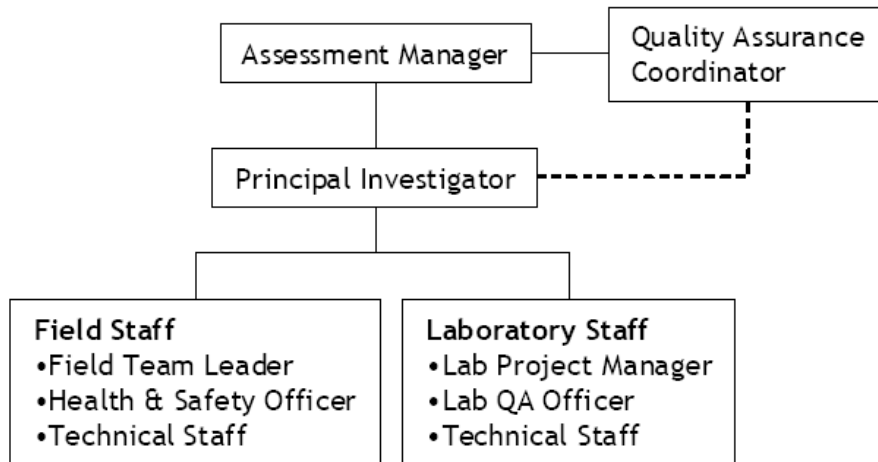 Assessment Manager
Quality Assurance
Coordinator
Principal Investigator
Field Staff
•Field Team Leader
•Health & Safety Officer
•Technical Staff
Laboratory Staff
•Lab Project Manager
•Lab QA Officer
•Technical Staff